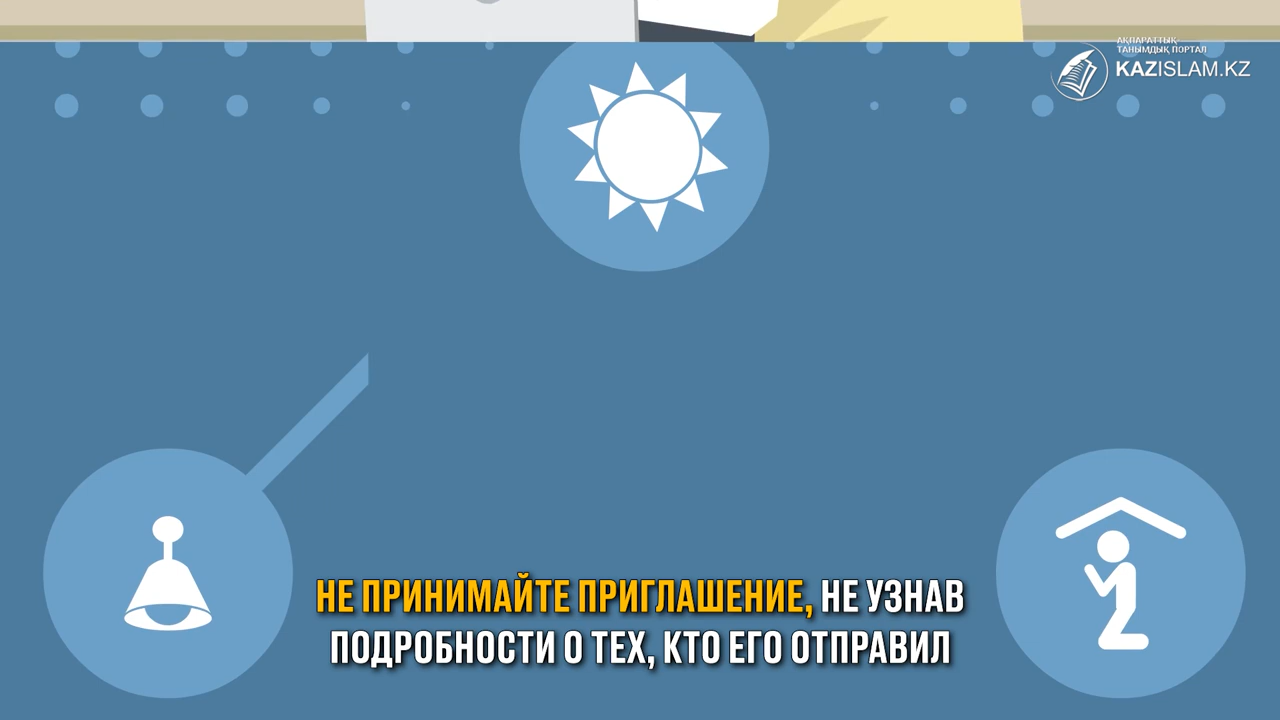 АҚПАРАТТЫҚ
ТАНЫМДЫҚ ПОРТАЛ
KAZISLAM.KZ
НЕ ПРИНИМАЙТЕ ПРИГЛАШЕНИЕ, НЕ УЗНАВ
ПОДРОБНОСТИ О ТЕХ, КТО ЕГО ОТПРАВИЛ